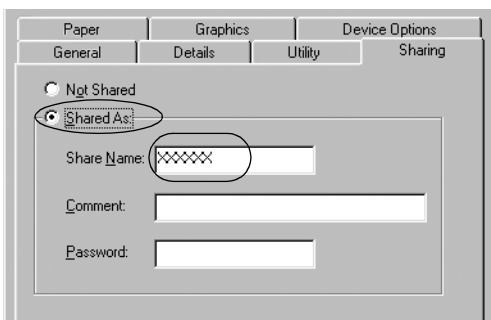 Paper Graphics Device Options
General Details Utility Sharing
Not Shared
Shared As:
Share Name: XXXXXX
Comment:
Password: